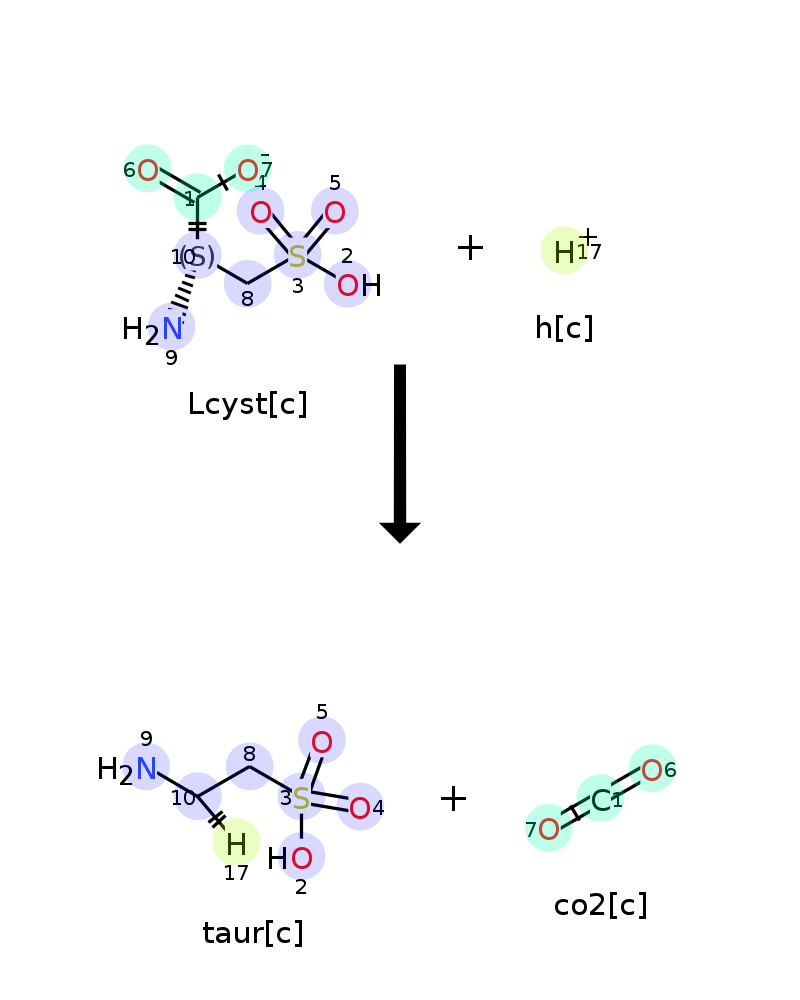 6 O O⁻ 7
1 4 5
O O
10 (S) S 2
8 3 OH
H₂N
9
+ H⁺ 17
h[c]
Lcyst[c]
5
9 8 O
H₂N 10 3 S O 4
H HO
17 2
taur[c]
+ O 6
C 1
7 O
co2[c]